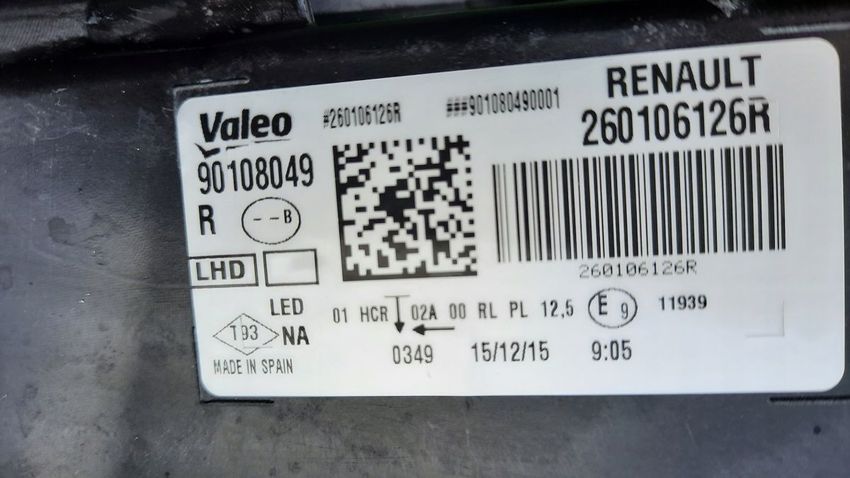 Valeo
#260106126R
###901080490001
RENAULT
260106126R
90108049
R
--B
260106126R
LHD
LED
01 HCR 02A 00 RL PL 12,5
E 9
11939
T93
NA
0349 15/12/15 9:05
MADE IN SPAIN